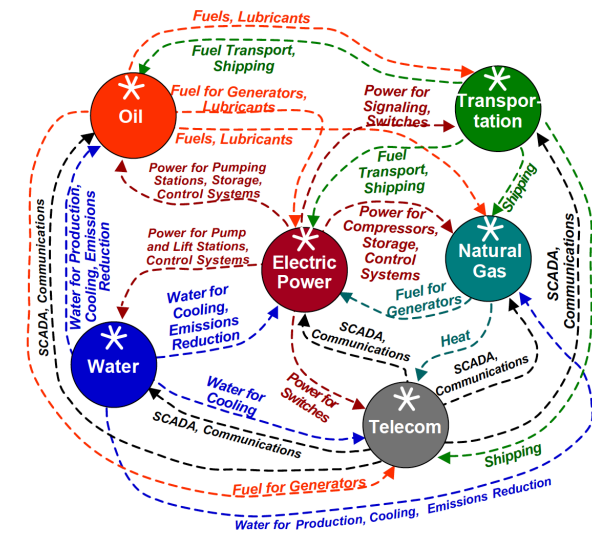 Fuels, Lubricants
Fuel Transport,
Shipping
Fuel for Generators,
Lubricants
Power for
Signaling,
Switches
Transpor-
tation
Oil
Fuels, Lubricants
Fuel
Transport,
Shipping
Power for Pumping
Stations, Storage,
Control Systems
Shipping
Power for
Compressors,
Storage,
Control
Systems
Power for Pump
and Lift Stations,
Control Systems
Electric
Power
Natural
Gas
SCADA, Communications
Water for Production,
Cooling, Emissions
Reduction
SCADA,
Communications
Water for
Cooling,
Emissions
Reduction
Fuel for
Generators
SCADA,
Communications
Heat
SCADA,
Communications
Water
Water for
Cooling
Power for
Switches
SCADA, Communications
Telecom
Shipping
Fuel for Generators
Water for Production, Cooling, Emissions Reduction